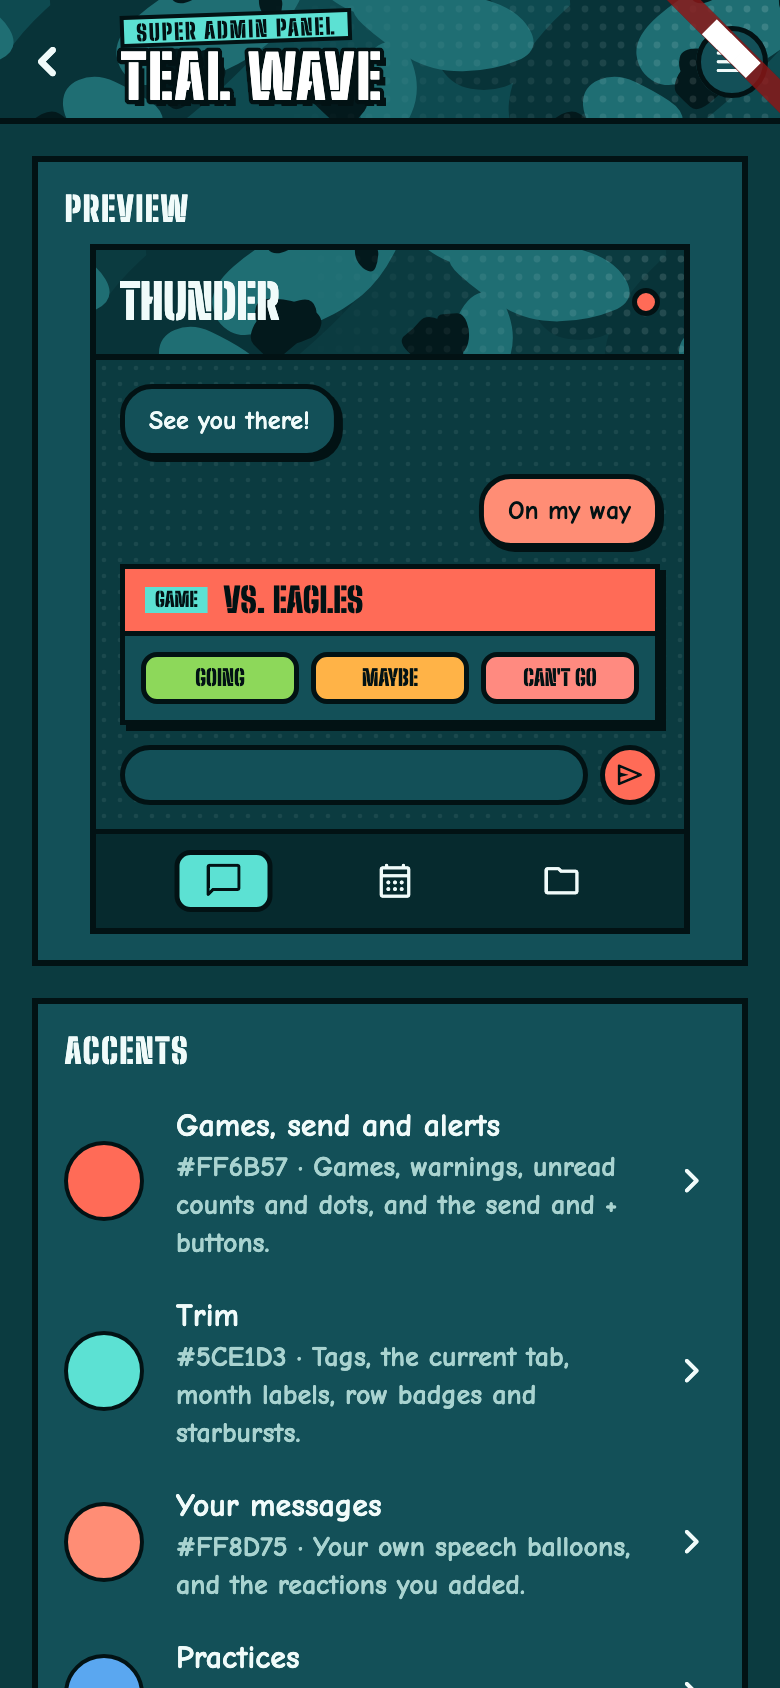 SUPER ADMIN PANEL
TEAL WAVE
PREVIEW
THUNDER
See you there!
On my way
GAME VS. EAGLES
GOING MAYBE CAN'T GO
ACCENTS
Games, send and alerts
#FF6B57 · Games, warnings, unread
counts and dots, and the send and +
buttons.
Trim
#5CE1D3 · Tags, the current tab,
month labels, row badges and
starbursts.
Your messages
#FF8D75 · Your own speech balloons,
and the reactions you added.
Practices